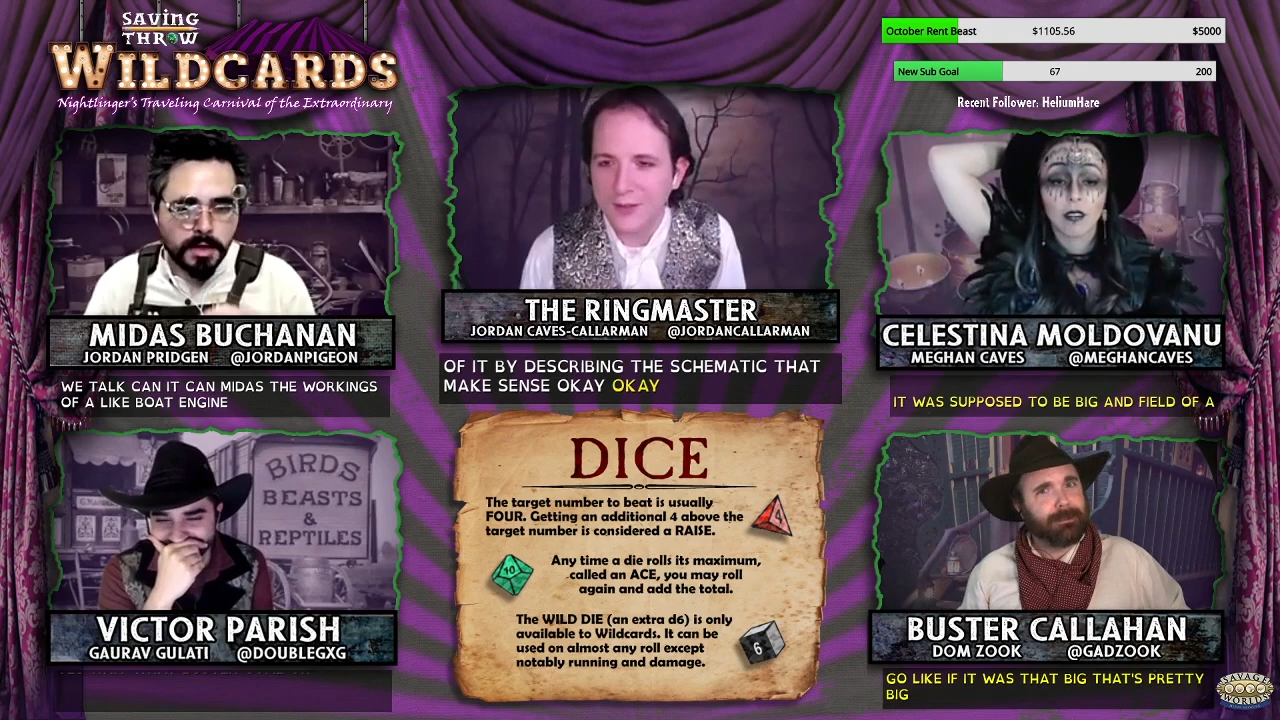 SAVING
THROW
WILDCARDS
Nightlinger's Traveling Carnival of the Extraordinary
October Rent Beast $1105.56 $5000
New Sub Goal 67 200
Recent Follower: HeliumHare
MIDAS BUCHANAN
JORDAN PRIDGEN @JORDANPIGEON
WE TALK CAN IT CAN MIDAS THE WORKINGS
OF A LIKE BOAT ENGINE
THE RINGMASTER
JORDAN CAVES-CALLARMAN @JORDANCALLARMAN
OF IT BY DESCRIBING THE SCHEMATIC THAT
MAKE SENSE OKAY OKAY
CELESTINA MOLDOVANU
MEGHAN CAVES @MEGHANCAVES
IT WAS SUPPOSED TO BE BIG AND FIELD OF A
BIRDS
BEASTS
&
REPTILES
VICTOR PARISH
GAURAV GULATI @DOUBLEGXG
DICE
The target number to beat is usually
FOUR. Getting an additional 4 above the
target number is considered a RAISE.
4
Any time a die rolls its maximum,
called an ACE, you may roll
again and add the total.
10
The WILD DIE (an extra d6) is only
available to Wildcards. It can be
used on almost any roll except
notably running and damage.
6
BUSTER CALLAHAN
DOM ZOOK @GADZOOK
GO LIKE IF IT WAS THAT BIG THAT'S PRETTY
BIG
SAVAGE
WORLDS